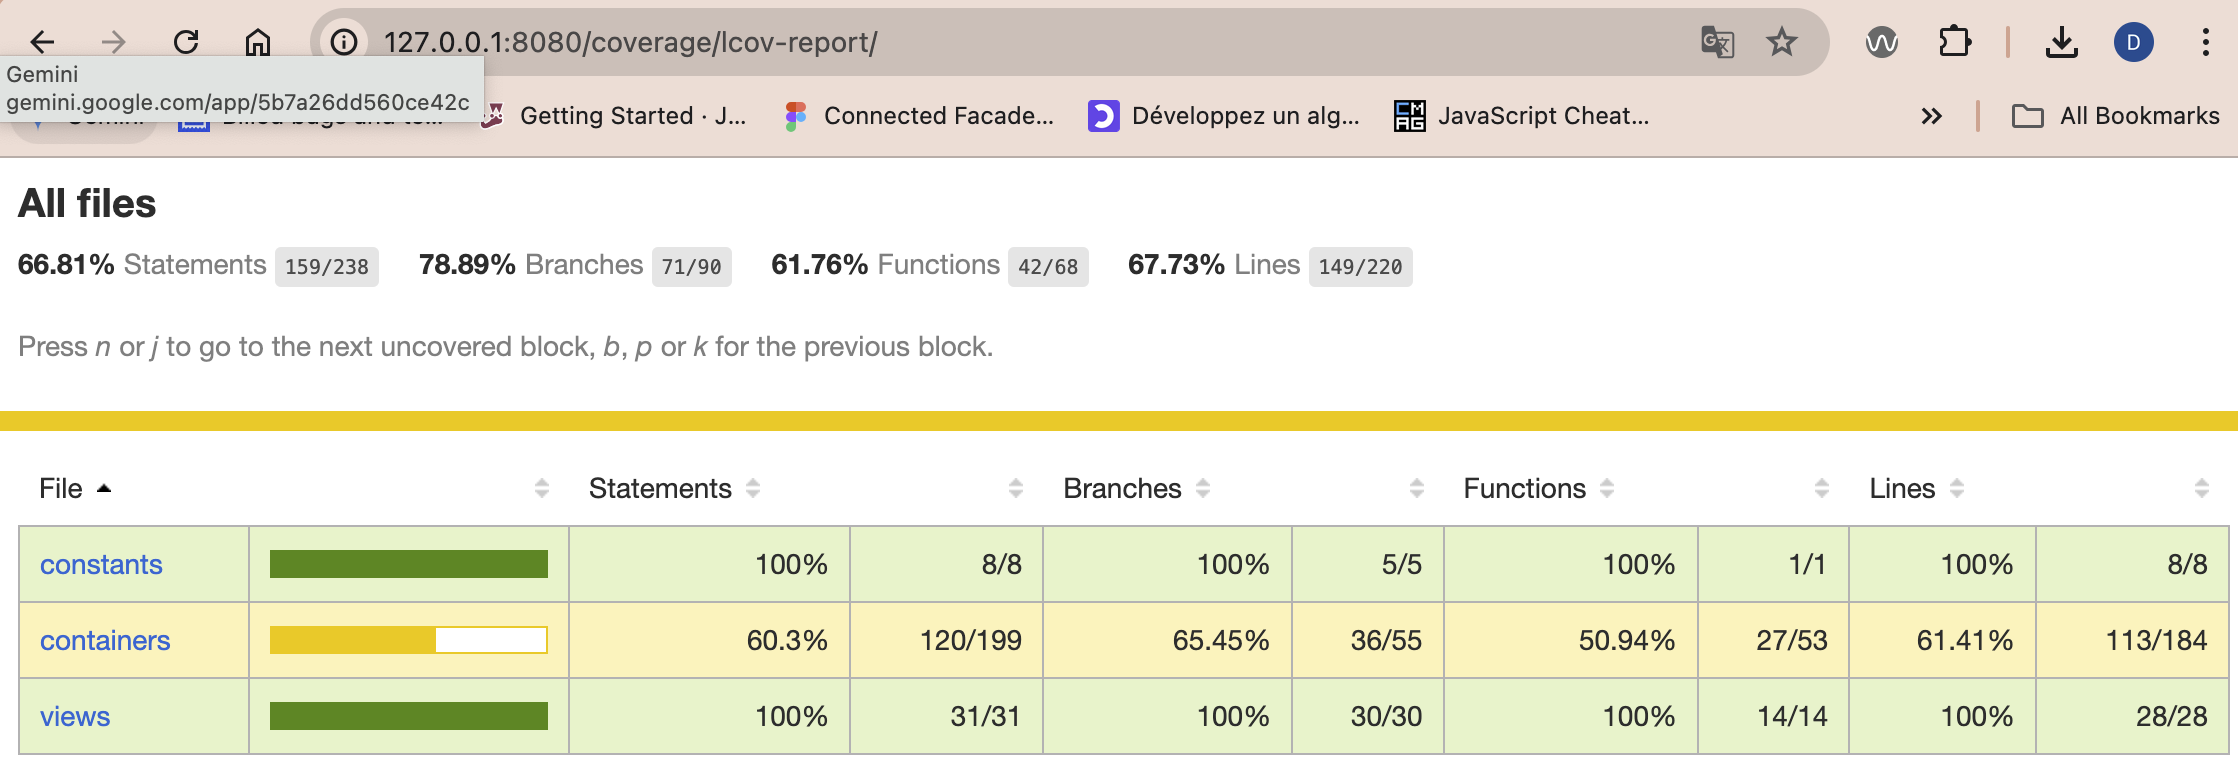 127.0.0.1:8080/coverage/lcov-report/
D
Gemini
gemini.google.com/app/5b7a26dd560ce42c
Getting Started · J...
Connected Facade...
Développez un alg...
JavaScript Cheat...
All Bookmarks
All files
66.81% Statements 159/238 78.89% Branches 71/90 61.76% Functions 42/68 67.73% Lines 149/220
Press n or j to go to the next uncovered block, b, p or k for the previous block.
File Statements Branches Functions Lines
constants 100% 8/8 100% 5/5 100% 1/1 100% 8/8
containers 60.3% 120/199 65.45% 36/55 50.94% 27/53 61.41% 113/184
views 100% 31/31 100% 30/30 100% 14/14 100% 28/28